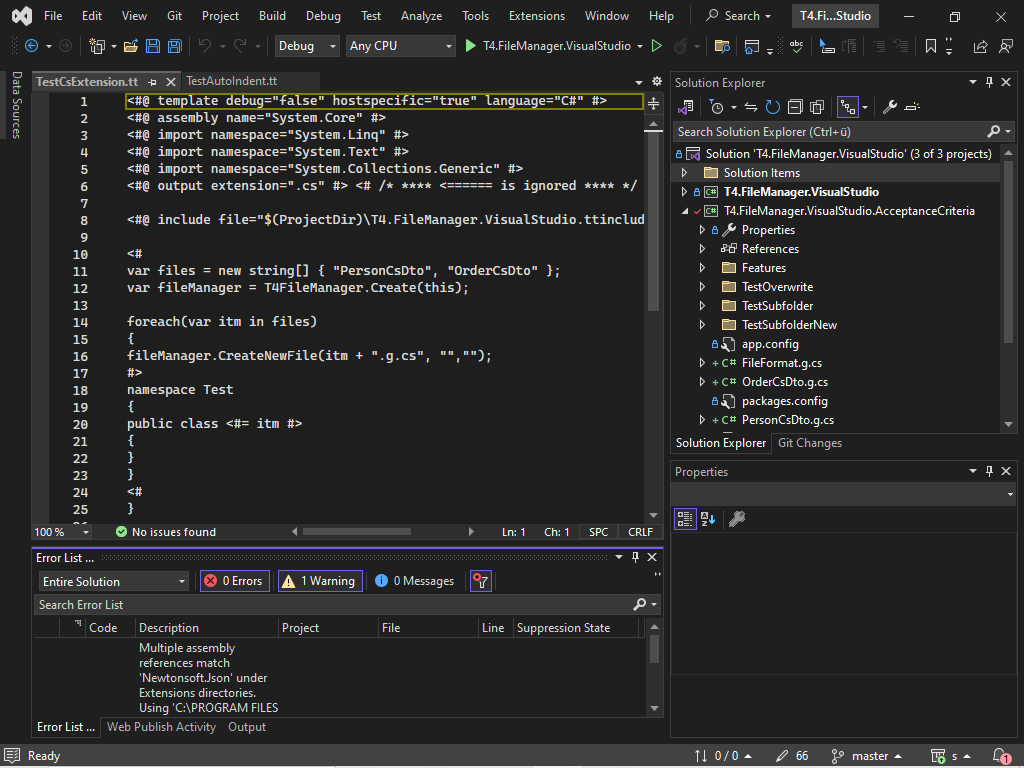 File Edit View Git Project Build Debug Test Analyze Tools Extensions Window Help Search T4.Fi...Studio
Debug Any CPU T4.FileManager.VisualStudio
Data Sources
TestCsExtension.tt TestAutoIndent.tt
1 <#@ template debug="false" hostspecific="true" language="C#" #>
2 <#@ assembly name="System.Core" #>
3 <#@ import namespace="System.Linq" #>
4 <#@ import namespace="System.Text" #>
5 <#@ import namespace="System.Collections.Generic" #>
6 <#@ output extension=".cs" #> <# /* **** <====== is ignored **** */
7
8 <#@ include file="$(ProjectDir)\T4.FileManager.VisualStudio.ttinclud
9
10 <#
11 var files = new string[] { "PersonCsDto", "OrderCsDto" };
12 var fileManager = T4FileManager.Create(this);
13
14 foreach(var itm in files)
15 {
16 fileManager.CreateNewFile(itm + ".g.cs", "","");
17 #>
18 namespace Test
19 {
20 public class <#= itm #>
21 {
22 }
23 }
24 <#
25 }
100 % No issues found Ln: 1 Ch: 1 SPC CRLF
Error List ...
Entire Solution 0 Errors 1 Warning 0 Messages
Search Error List
Code Description Project File Line Suppression State
Multiple assembly
references match
'Newtonsoft.Json' under
Extensions directories.
Using 'C:\PROGRAM FILES
Error List ... Web Publish Activity Output
Solution Explorer
Search Solution Explorer (Ctrl+ü)
Solution 'T4.FileManager.VisualStudio' (3 of 3 projects)
Solution Items
T4.FileManager.VisualStudio
T4.FileManager.VisualStudio.AcceptanceCriteria
Properties
References
Features
TestOverwrite
TestSubfolder
TestSubfolderNew
app.config
FileFormat.g.cs
OrderCsDto.g.cs
packages.config
PersonCsDto.g.cs
Solution Explorer Git Changes
Properties
Ready 0 / 0 66 master s 1